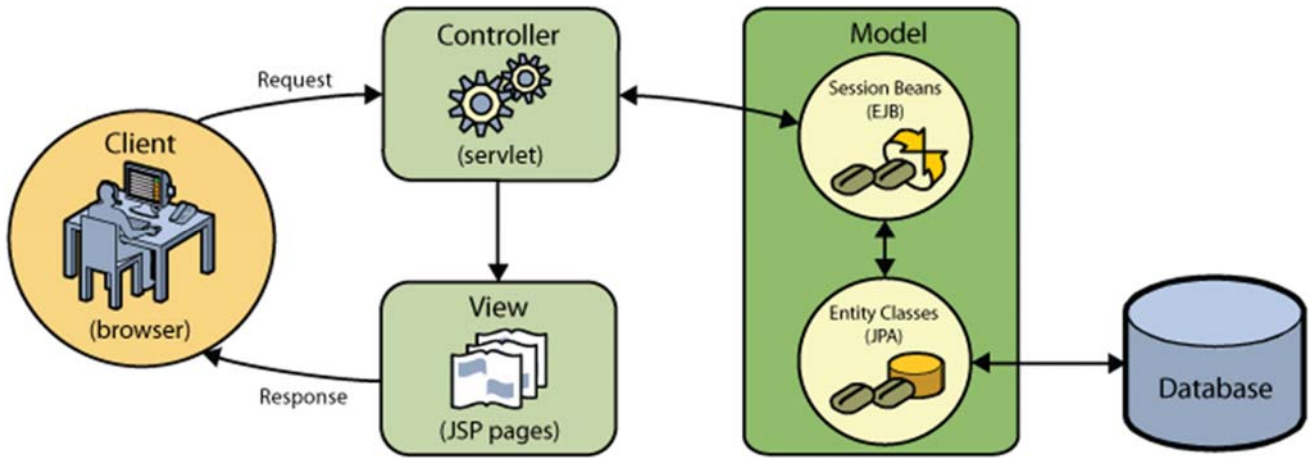 Client
(browser)
Request
Controller
(servlet)
View
(JSP pages)
Response
Model
Session Beans
(EJB)
Entity Classes
(JPA)
Database